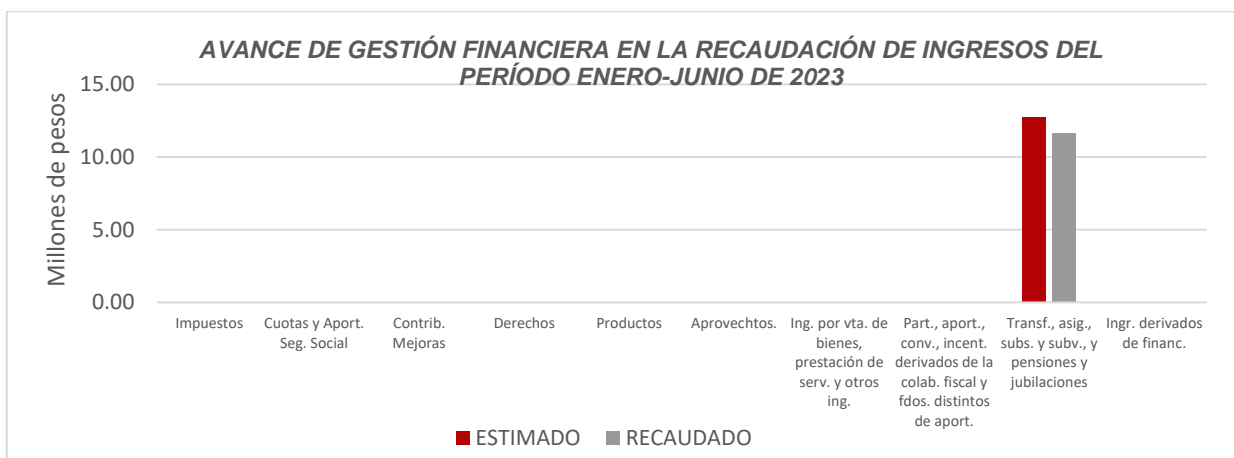 AVANCE DE GESTIÓN FINANCIERA EN LA RECAUDACIÓN DE INGRESOS DEL
PERÍODO ENERO-JUNIO DE 2023
Millones de pesos
15.00
10.00
5.00
0.00
Impuestos
Cuotas y Aport.
Seg. Social
Contrib.
Mejoras
Derechos
Productos
Aprovechtos.
Ing. por vta. de
bienes,
prestación de
serv. y otros
ing.
Part., aport.,
conv., incent.
derivados de la
colab. fiscal y
fdos. distintos
de aport.
Transf., asig.,
subs. y subv., y
pensiones y
jubilaciones
Ingr. derivados
de financ.
ESTIMADO
RECAUDADO